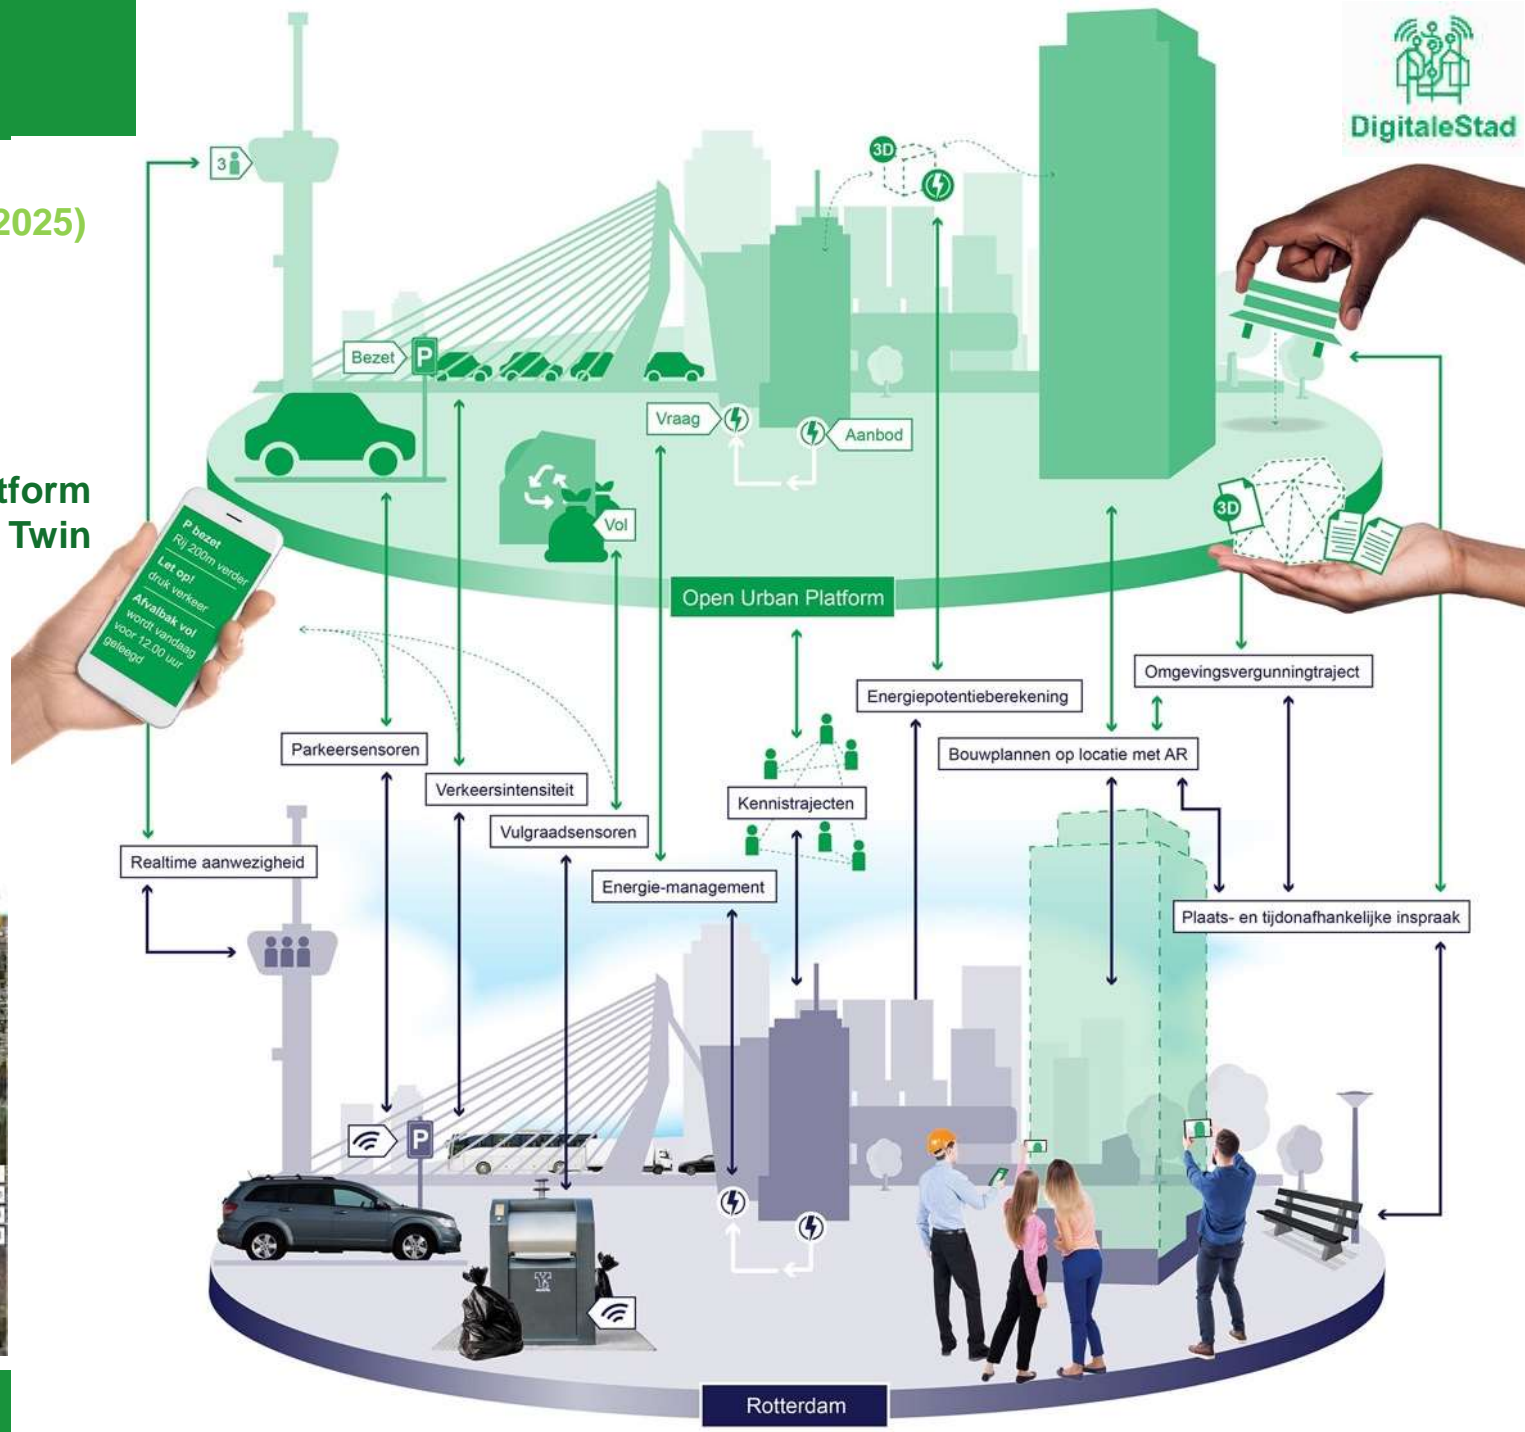 DigitaleStad
3
2025)
3D
Bezet
P
Vraag
Aanbod
tform
Twin
3D
Vol
P bezet
Rij 200m verder
Let op!
druk verkeer
Afvalbak vol
wordt vandaag
voor 12.00 uur
geleegd
Open Urban Platform
Omgevingsvergunningtraject
Energiepotentieberekening
Parkeersensoren
Bouwplannen op locatie met AR
Verkeersintensiteit
Kennistrajecten
Vulgraadsensoren
Realtime aanwezigheid
Energie-management
Plaats- en tijdonafhankelijke inspraak
P
Rotterdam